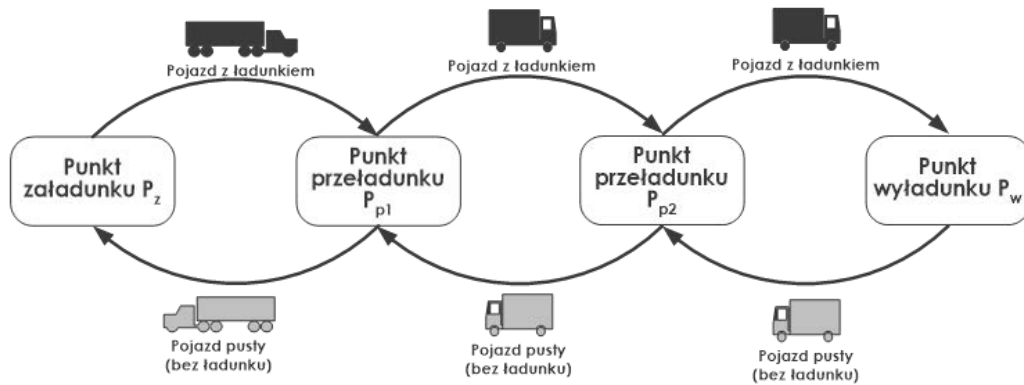 Pojazd z ładunkiem
Pojazd z ładunkiem
Pojazd z ładunkiem
Punkt
załadunku Pz
Punkt
przeładunku
Pp1
Punkt
przeładunku
Pp2
Punkt
wyładunku Pw
Pojazd pusty
(bez ładunku)
Pojazd pusty
(bez ładunku)
Pojazd pusty
(bez ładunku)